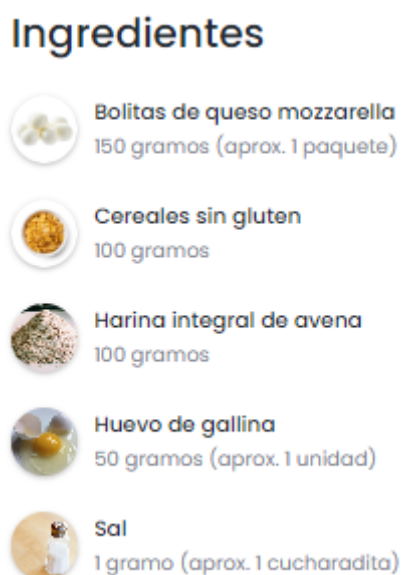 Ingredientes
Bolitas de queso mozzarella
150 gramos (aprox. 1 paquete)
Cereales sin gluten
100 gramos
Harina integral de avena
100 gramos
Huevo de gallina
50 gramos (aprox. 1 unidad)
Sal
1 gramo (aprox. 1 cucharadita)